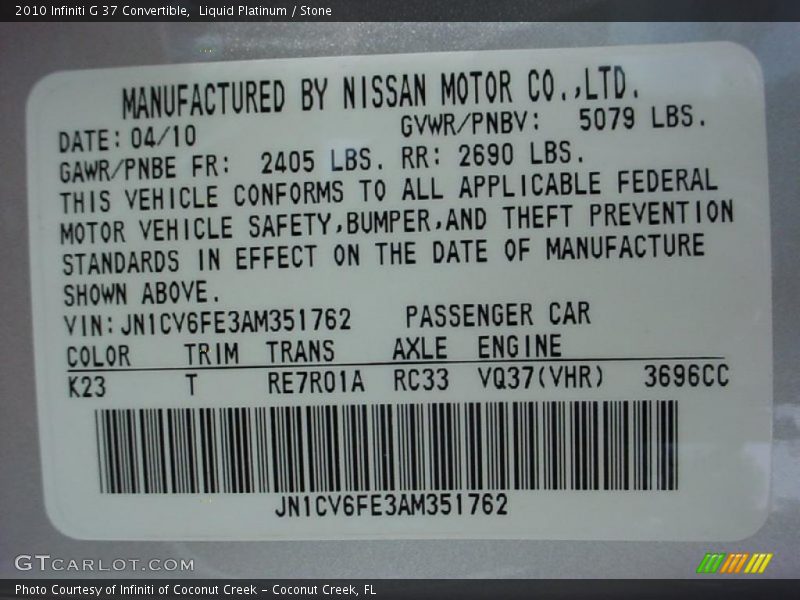 2010 Infiniti G 37 Convertible, Liquid Platinum / Stone
MANUFACTURED BY NISSAN MOTOR CO.,LTD.
DATE: 04/10 GVWR/PNBV: 5079 LBS.
GAWR/PNBE FR: 2405 LBS. RR: 2690 LBS.
THIS VEHICLE CONFORMS TO ALL APPLICABLE FEDERAL
MOTOR VEHICLE SAFETY,BUMPER,AND THEFT PREVENTION
STANDARDS IN EFFECT ON THE DATE OF MANUFACTURE
SHOWN ABOVE.
VIN: JN1CV6FE3AM351762 PASSENGER CAR
COLOR TRIM TRANS AXLE ENGINE
K23 T RE7R01A RC33 VQ37(VHR) 3696CC
JN1CV6FE3AM351762
GTCARLOT.COM
Photo Courtesy of Infiniti of Coconut Creek - Coconut Creek, FL